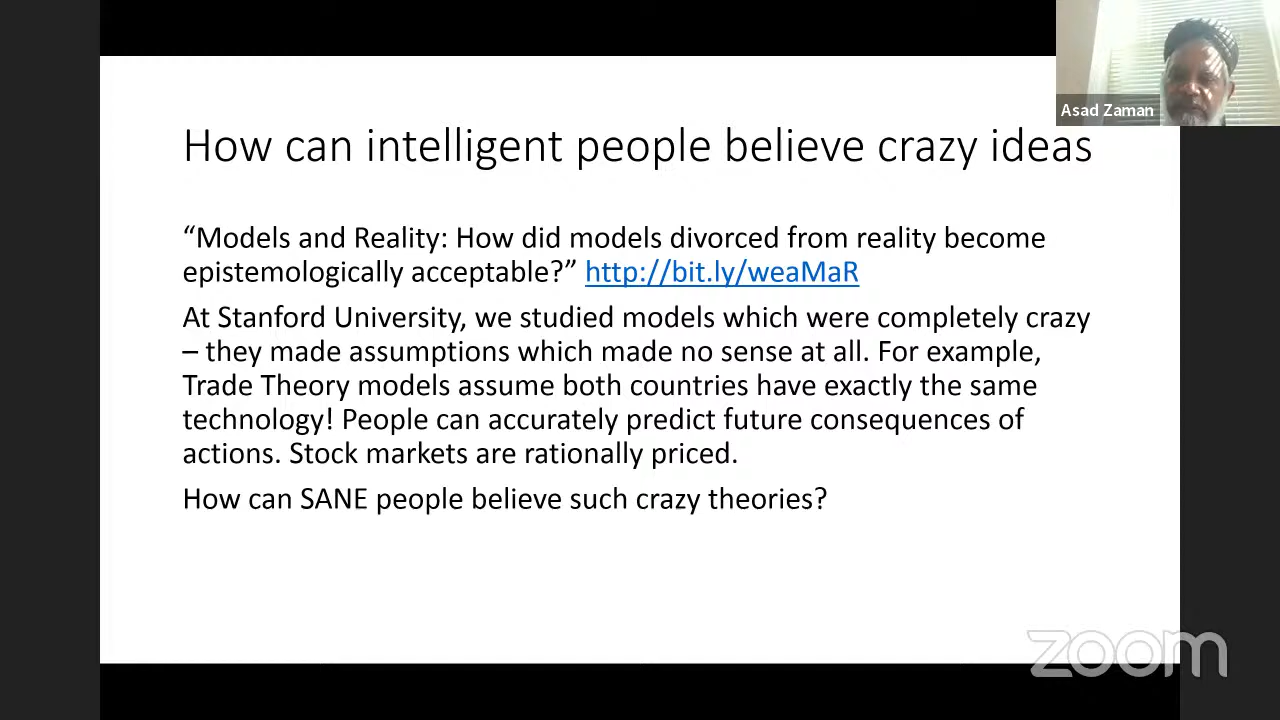 Asad Zaman
How can intelligent people believe crazy ideas
“Models and Reality: How did models divorced from reality become
epistemologically acceptable?” http://bit.ly/weaMaR
At Stanford University, we studied models which were completely crazy
– they made assumptions which made no sense at all. For example,
Trade Theory models assume both countries have exactly the same
technology! People can accurately predict future consequences of
actions. Stock markets are rationally priced.
How can SANE people believe such crazy theories?
zoom